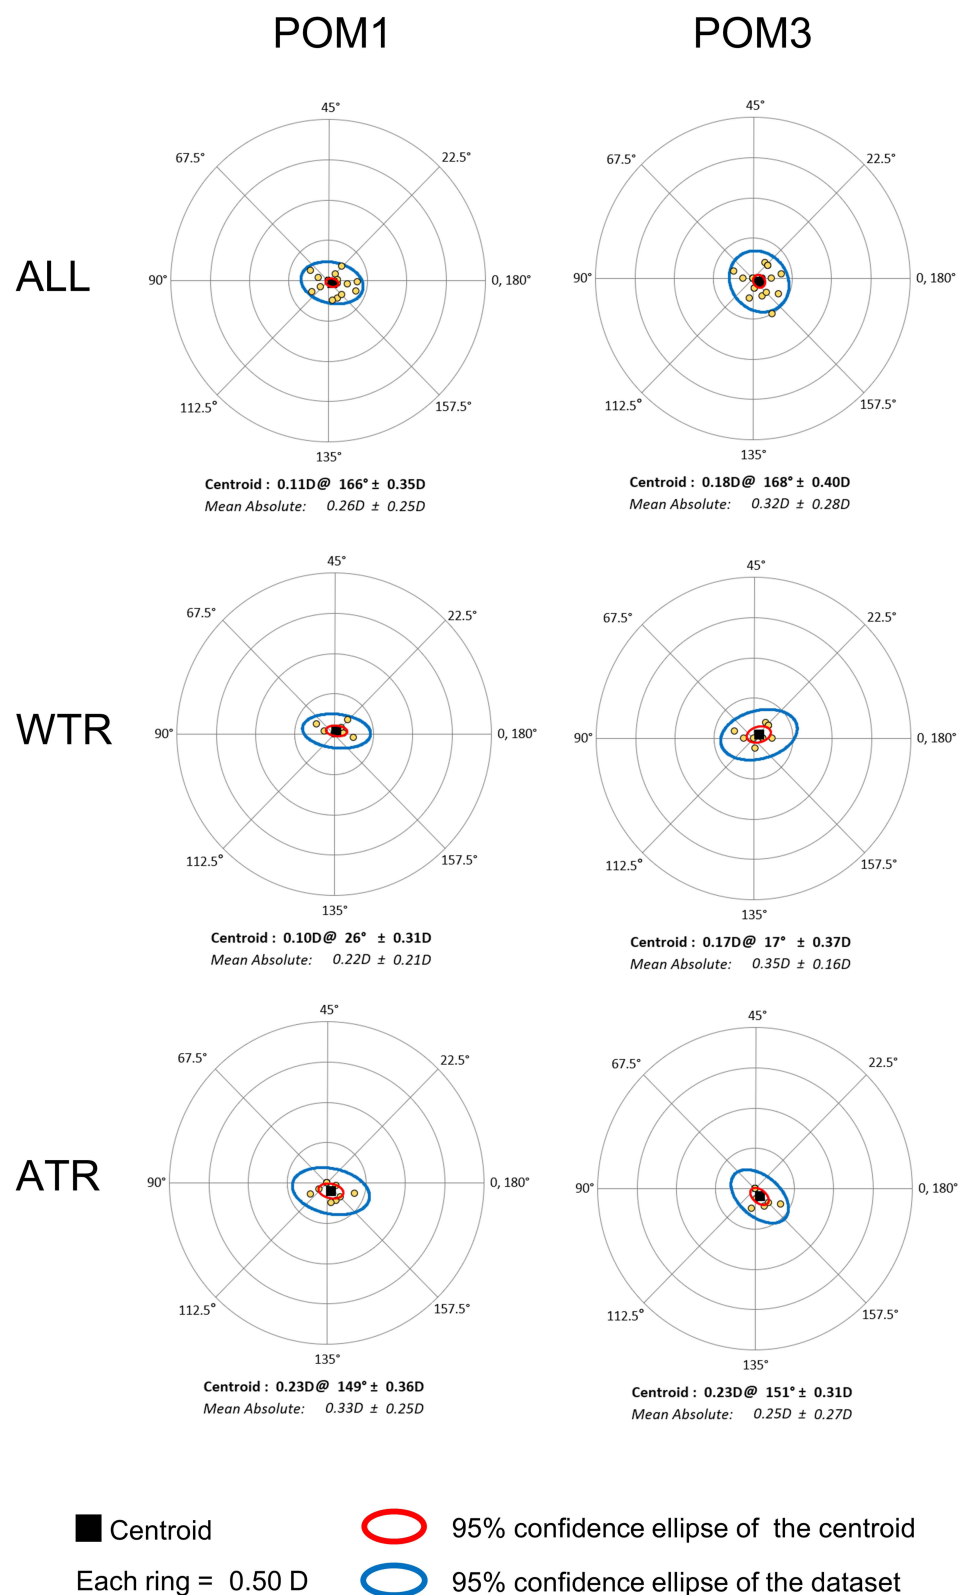 POM1 POM3
ALL
45°
67.5° 22.5°
90° 0, 180°
112.5° 157.5°
135°
Centroid : 0.11D@ 166° ± 0.35D
Mean Absolute: 0.26D ± 0.25D
45°
67.5° 22.5°
90° 0, 180°
112.5° 157.5°
135°
Centroid : 0.18D@ 168° ± 0.40D
Mean Absolute: 0.32D ± 0.28D
WTR
45°
67.5° 22.5°
90° 0, 180°
112.5° 157.5°
135°
Centroid : 0.10D@ 26° ± 0.31D
Mean Absolute: 0.22D ± 0.21D
45°
67.5° 22.5°
90° 0, 180°
112.5° 157.5°
135°
Centroid : 0.17D@ 17° ± 0.37D
Mean Absolute: 0.35D ± 0.16D
ATR
45°
67.5° 22.5°
90° 0, 180°
112.5° 157.5°
135°
Centroid : 0.23D@ 149° ± 0.36D
Mean Absolute: 0.33D ± 0.25D
45°
67.5° 22.5°
90° 0, 180°
112.5° 157.5°
135°
Centroid : 0.23D@ 151° ± 0.31D
Mean Absolute: 0.25D ± 0.27D
Centroid 95% confidence ellipse of the centroid
Each ring = 0.50 D 95% confidence ellipse of the dataset